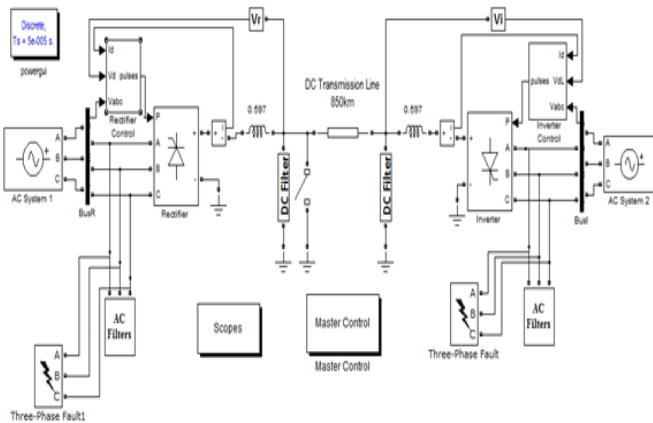 Discrete,
Ts = 5e-005 s.
powergui
Vr
Vi
Id
Vd
pulses
Vabc
Rectifier
Control
Id
pulses
VdL
Vabc
Inverter
Control
DC Transmission Line
850km
0.597
0.597
P
A
B
C
+
-
Rectifier
+
i
-
DC Filter
DC Filter
+
i
-
+
-
P
A
B
C
Inverter
A
B
C
AC System 1
BusR
A
B
C
AC System 2
BusI
AC
Filters
A
B
C
Three-Phase Fault1
Scopes
Master Control
Master Control
A
B
C
Three-Phase Fault
AC
Filters